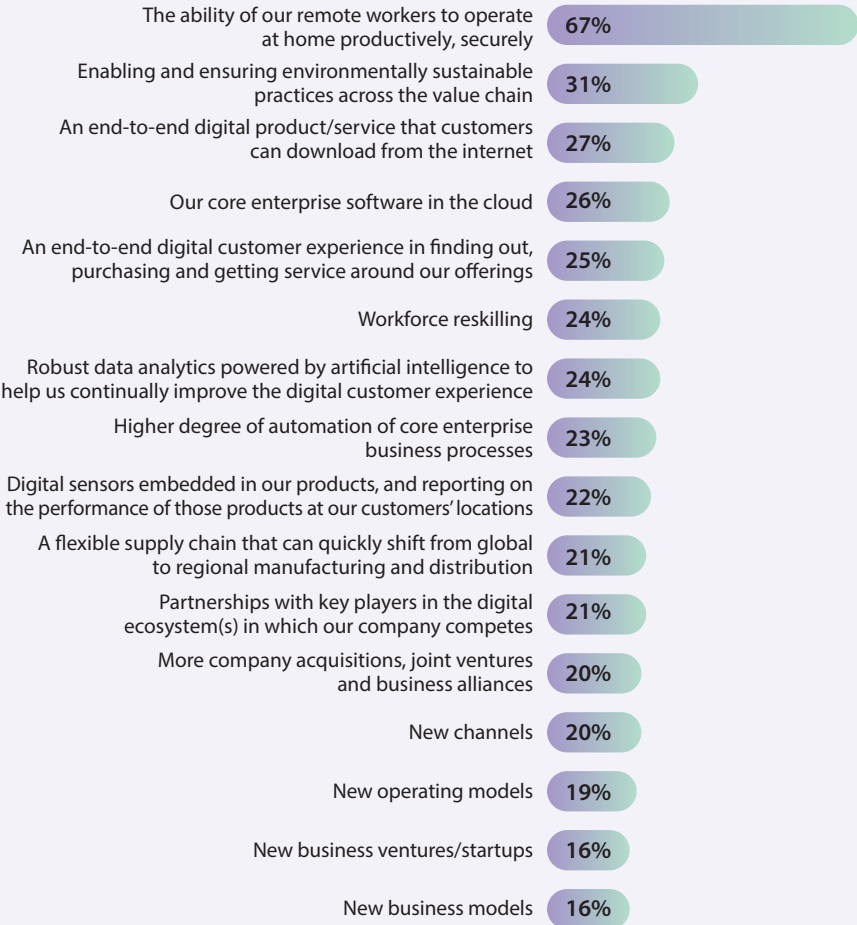 The ability of our remote workers to operate
at home productively, securely
67%
Enabling and ensuring environmentally sustainable
practices across the value chain
31%
An end-to-end digital product/service that customers
can download from the internet
27%
Our core enterprise software in the cloud
26%
An end-to-end digital customer experience in finding out,
purchasing and getting service around our offerings
25%
Workforce reskilling
24%
Robust data analytics powered by artificial intelligence to
help us continually improve the digital customer experience
24%
Higher degree of automation of core enterprise
business processes
23%
Digital sensors embedded in our products, and reporting on
the performance of those products at our customers’ locations
22%
A flexible supply chain that can quickly shift from global
to regional manufacturing and distribution
21%
Partnerships with key players in the digital
ecosystem(s) in which our company competes
21%
More company acquisitions, joint ventures
and business alliances
20%
New channels
20%
New operating models
19%
New business ventures/startups
16%
New business models
16%